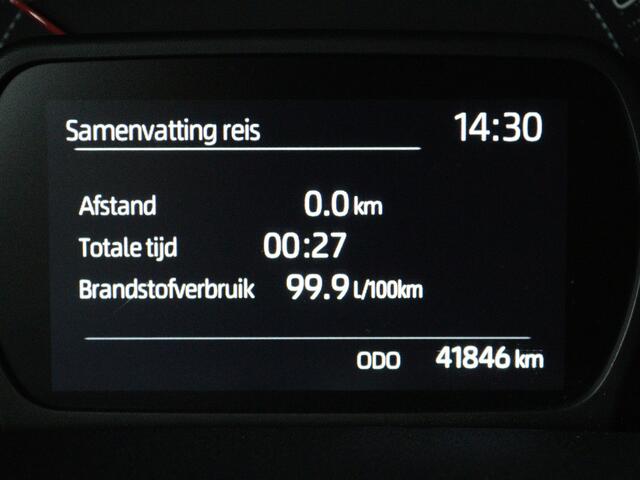 Samenvatting reis 14:30
Afstand 0.0 km
Totale tijd 00:27
Brandstofverbruik 99.9 L/100km
ODO 41846 km